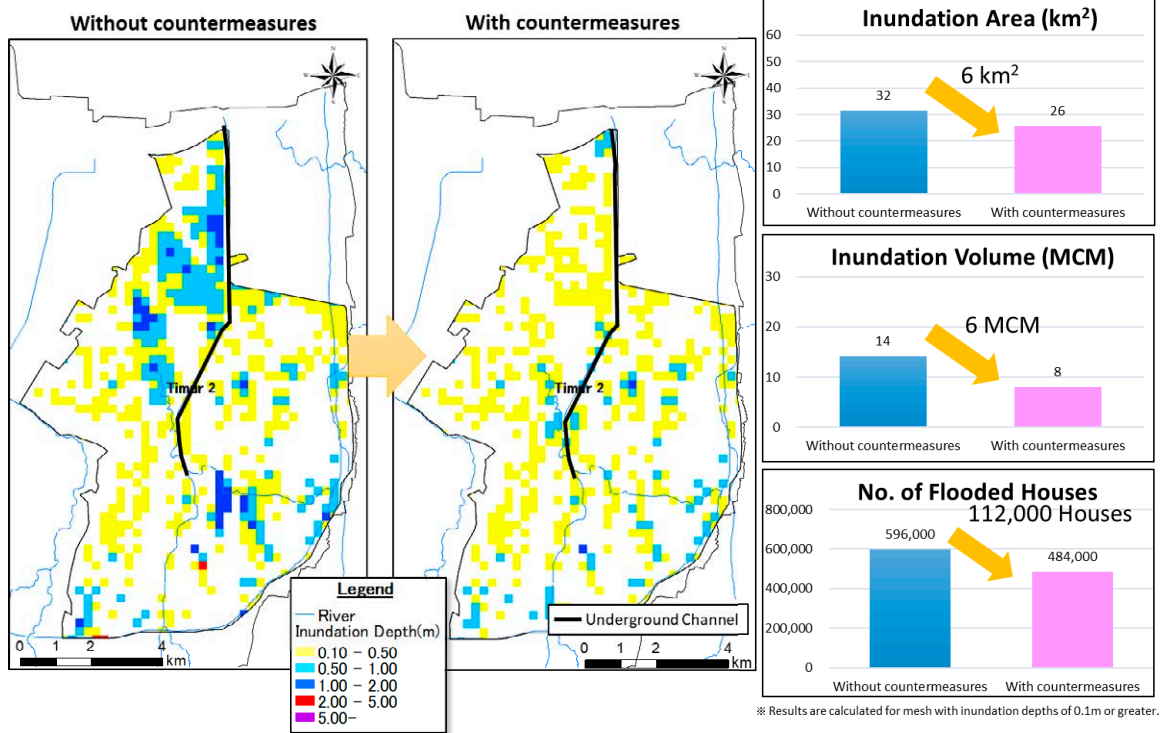 Without countermeasures
N
W
E
S
Timur 2
0 1 2 4
km
Legend
River
Inundation Depth(m)
0.10 - 0.50
0.50 - 1.00
1.00 - 2.00
2.00 - 5.00
5.00-
With countermeasures
N
W
E
S
Timur 2
Underground Channel
0 1 2 4
km
Inundation Area (km²)
60
50
40
30
20
10
0
32
6 km²
26
Without countermeasures
With countermeasures
Inundation Volume (MCM)
30
20
10
0
14
6 MCM
8
Without countermeasures
With countermeasures
No. of Flooded Houses
112,000 Houses
800,000
600,000
400,000
200,000
0
596,000
484,000
Without countermeasures
With countermeasures
※ Results are calculated for mesh with inundation depths of 0.1m or greater.